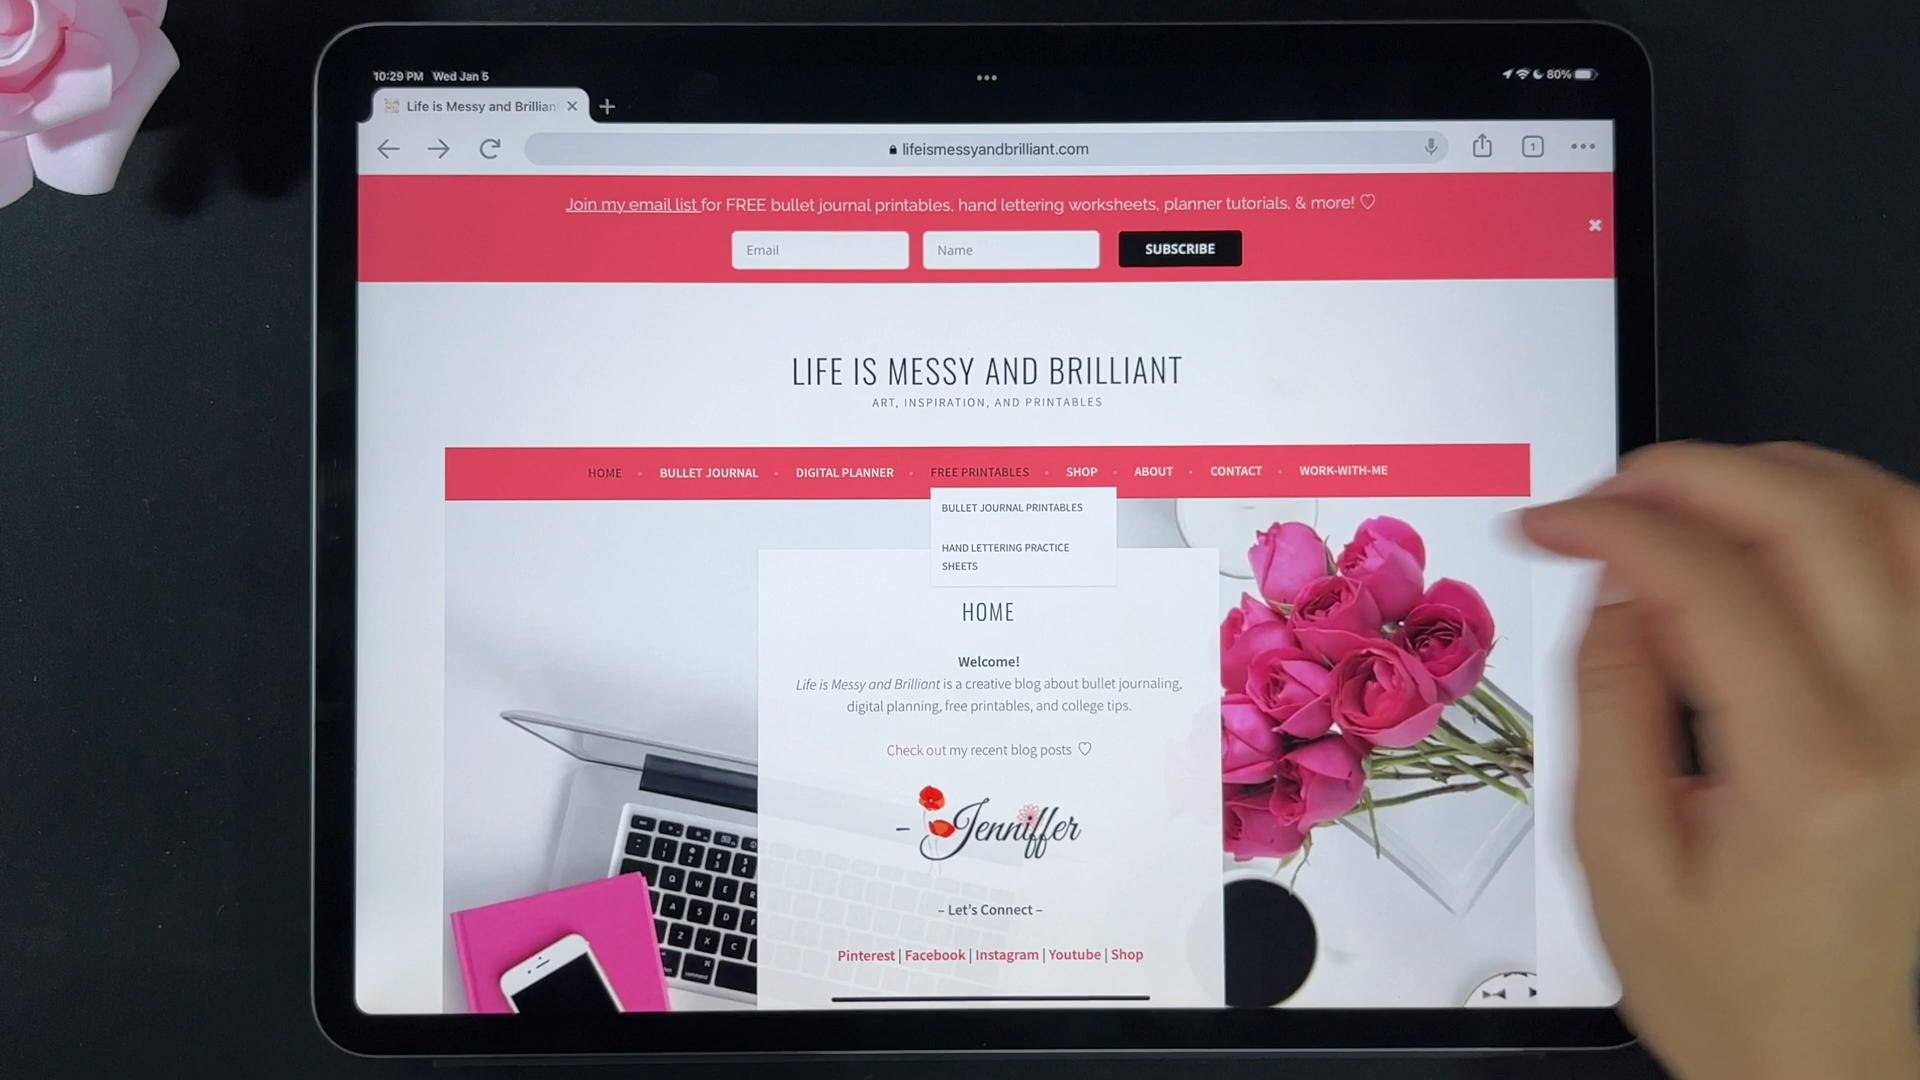 10:29 PM Wed Jan 5
80%
Life is Messy and Brillian
lifeismessyandbrilliant.com
1
Join my email list for FREE bullet journal printables, hand lettering worksheets, planner tutorials, & more! ♡
Email Name SUBSCRIBE
LIFE IS MESSY AND BRILLIANT
ART, INSPIRATION, AND PRINTABLES
HOME BULLET JOURNAL DIGITAL PLANNER FREE PRINTABLES SHOP ABOUT CONTACT WORK-WITH-ME
BULLET JOURNAL PRINTABLES
HAND LETTERING PRACTICE
SHEETS
HOME
Welcome!
Life is Messy and Brilliant is a creative blog about bullet journaling,
digital planning, free printables, and college tips.
Check out my recent blog posts ♡
– Jenniffer
– Let's Connect –
Pinterest | Facebook | Instagram | Youtube | Shop